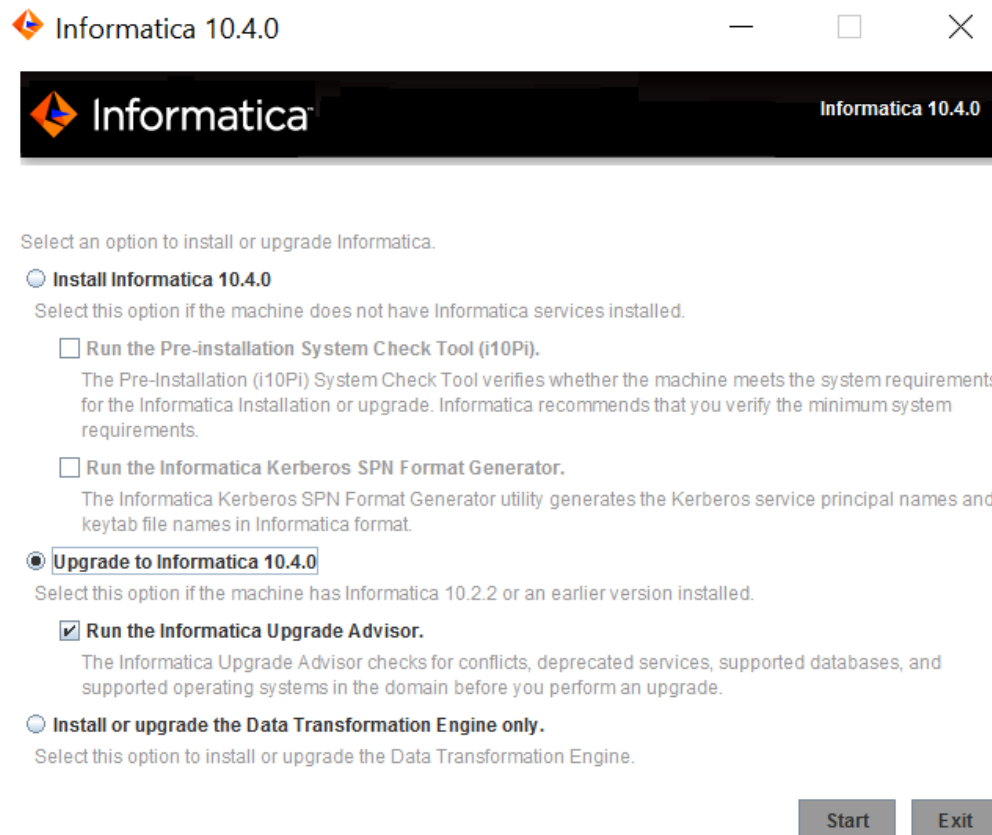 Informatica 10.4.0
Informatica™
Informatica 10.4.0
Select an option to install or upgrade Informatica.
Install Informatica 10.4.0
Select this option if the machine does not have Informatica services installed.
Run the Pre-installation System Check Tool (i10Pi).
The Pre-Installation (i10Pi) System Check Tool verifies whether the machine meets the system requirements
for the Informatica Installation or upgrade. Informatica recommends that you verify the minimum system
requirements.
Run the Informatica Kerberos SPN Format Generator.
The Informatica Kerberos SPN Format Generator utility generates the Kerberos service principal names and
keytab file names in Informatica format.
Upgrade to Informatica 10.4.0
Select this option if the machine has Informatica 10.2.2 or an earlier version installed.
Run the Informatica Upgrade Advisor.
The Informatica Upgrade Advisor checks for conflicts, deprecated services, supported databases, and
supported operating systems in the domain before you perform an upgrade.
Install or upgrade the Data Transformation Engine only.
Select this option to install or upgrade the Data Transformation Engine.
Start Exit